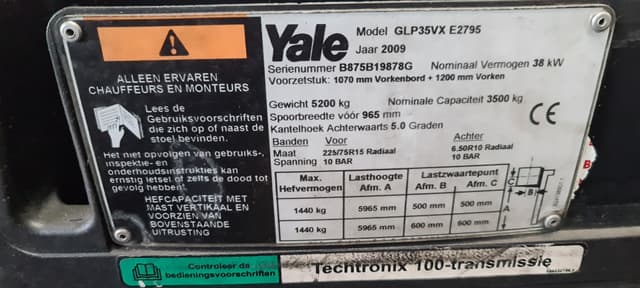 Yale
Model GLP35VX E2795
Jaar 2009
Serienummer B875B19878G Nominaal Vermogen 38 kW
Voorzetstuk: 1070 mm Vorkenbord + 1200 mm Vorken
ALLEEN ERVAREN
CHAUFFEURS EN MONTEURS
Lees de
Gebruiksvoorschriften
die zich op of naast de
stoel bevinden.
Het niet opvolgen van gebruiks-,
inspektie- en
onderhoudsinstrukties kan
ernstig letsel of zelfs de dood tot
gevolg hebben.
HEFCAPACITEIT MET
MAST VERTIKAAL EN
VOORZIEN VAN
BOVENSTAANDE
UITRUSTING
Gewicht 5200 kg Nominale Capaciteit 3500 kg
Spoorbreedte vóór 965 mm
Kantelhoek Achterwaarts 5.0 Graden
CE
Banden Voor Achter
Maat 225/75R15 Radiaal 6.50R10 Radiaal
Spanning 10 BAR 10 BAR
Max. Hefvermogen Lasthoogte Afm. A Lastzwaartepunt Afm. B Afm. C
1440 kg 5965 mm 500 mm 500 mm
1440 kg 5965 mm 600 mm 600 mm
C
B
A
Controleer de
bedieningsvoorschriften
Techtronix 100-transmissie